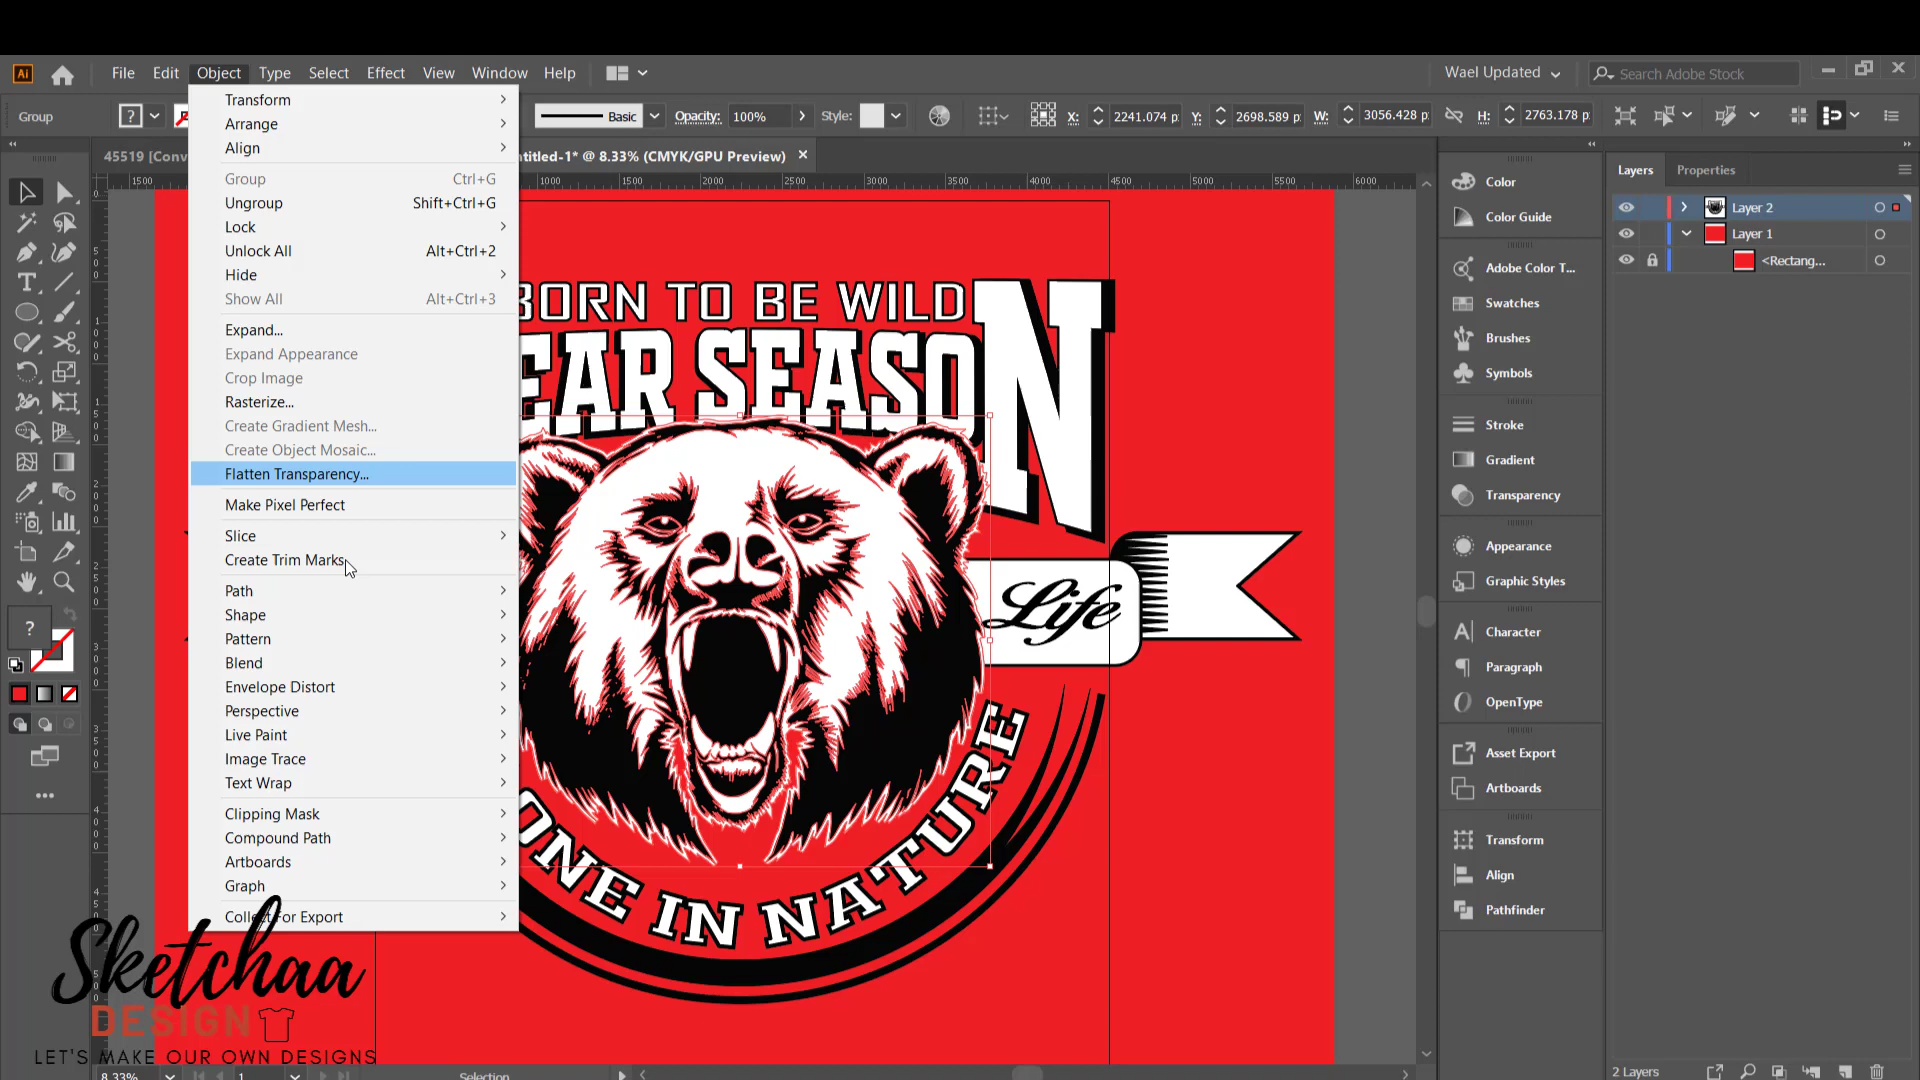 Ai File Edit Object Type Select Effect View Window Help Wael Updated Search Adobe Stock
Group ? Basic Opacity: 100% Style: X: 2241.074 p Y: 2698.589 p W: 3056.428 p H: 2763.178 p
45519 [Conv ntitled-1* @ 8.33% (CMYK/GPU Preview)
1500 1000 1500 2000 2500 3000 3500 4000 4500 5000 5500 6000
Transform
Arrange
Align
Group Ctrl+G
Ungroup Shift+Ctrl+G
Lock
Unlock All Alt+Ctrl+2
Hide
Show All Alt+Ctrl+3
Expand...
Expand Appearance
Crop Image
Rasterize...
Create Gradient Mesh...
Create Object Mosaic...
Flatten Transparency...
Make Pixel Perfect
Slice
Create Trim Marks
Path
Shape
Pattern
Blend
Envelope Distort
Perspective
Live Paint
Image Trace
Text Wrap
Clipping Mask
Compound Path
Artboards
Graph
Collect For Export
BORN TO BE WILD
EAR SEASON
Life
ONE IN NATURE
Color
Color Guide
Adobe Color T...
Swatches
Brushes
Symbols
Stroke
Gradient
Transparency
Appearance
Graphic Styles
Character
Paragraph
OpenType
Asset Export
Artboards
Transform
Align
Pathfinder
Layers Properties
Layer 2
Layer 1
<Rectang...
2 Layers
Sketchaa
DESIGN
LET'S MAKE OUR OWN DESIGNS
8.33% 1 Selection